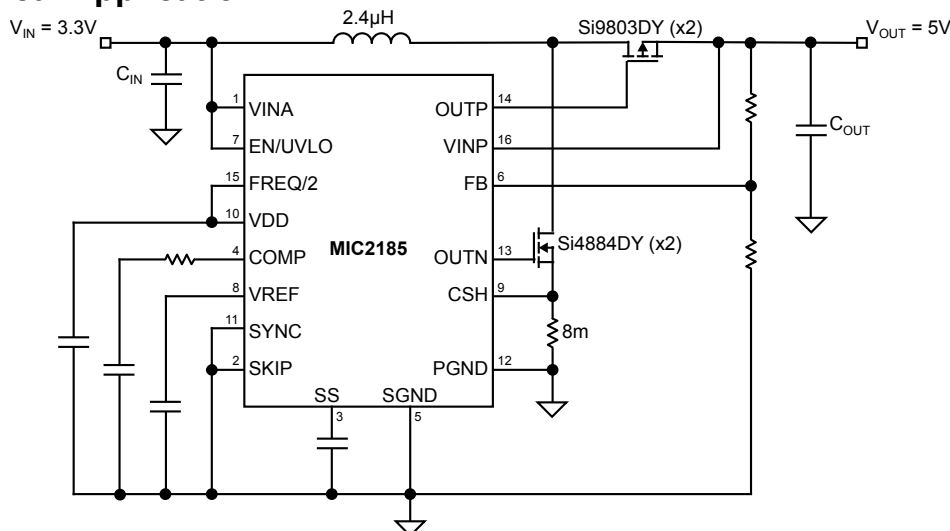 2.4µH
V_IN = 3.3V
Si9803DY (x2)
V_OUT = 5V
C_IN
1
VINA
OUTP
14
7
EN/UVLO
VINP
16
15
FREQ/2
FB
6
C_OUT
10
VDD
MIC2185
Si4884DY (x2)
4
COMP
OUTN
13
8
VREF
CSH
9
11
SYNC
8m
2
SKIP
PGND
12
SS
SGND
3
5